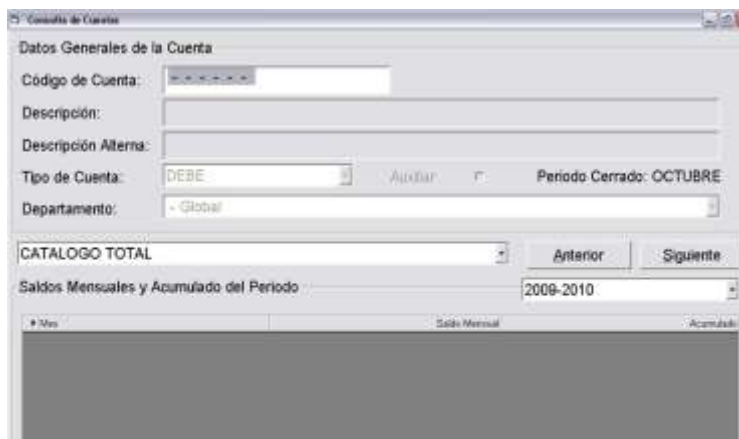 Consulta de Cuentas
Datos Generales de la Cuenta
Código de Cuenta: - - - - - -
Descripción:
Descripción Alterna:
Tipo de Cuenta: DEBE Auxiliar Periodo Cerrado: OCTUBRE
Departamento: - Global
CATALOGO TOTAL Anterior Siguiente
Saldos Mensuales y Acumulado del Periodo 2009-2010
# Mes Saldo Mensual Acumulado